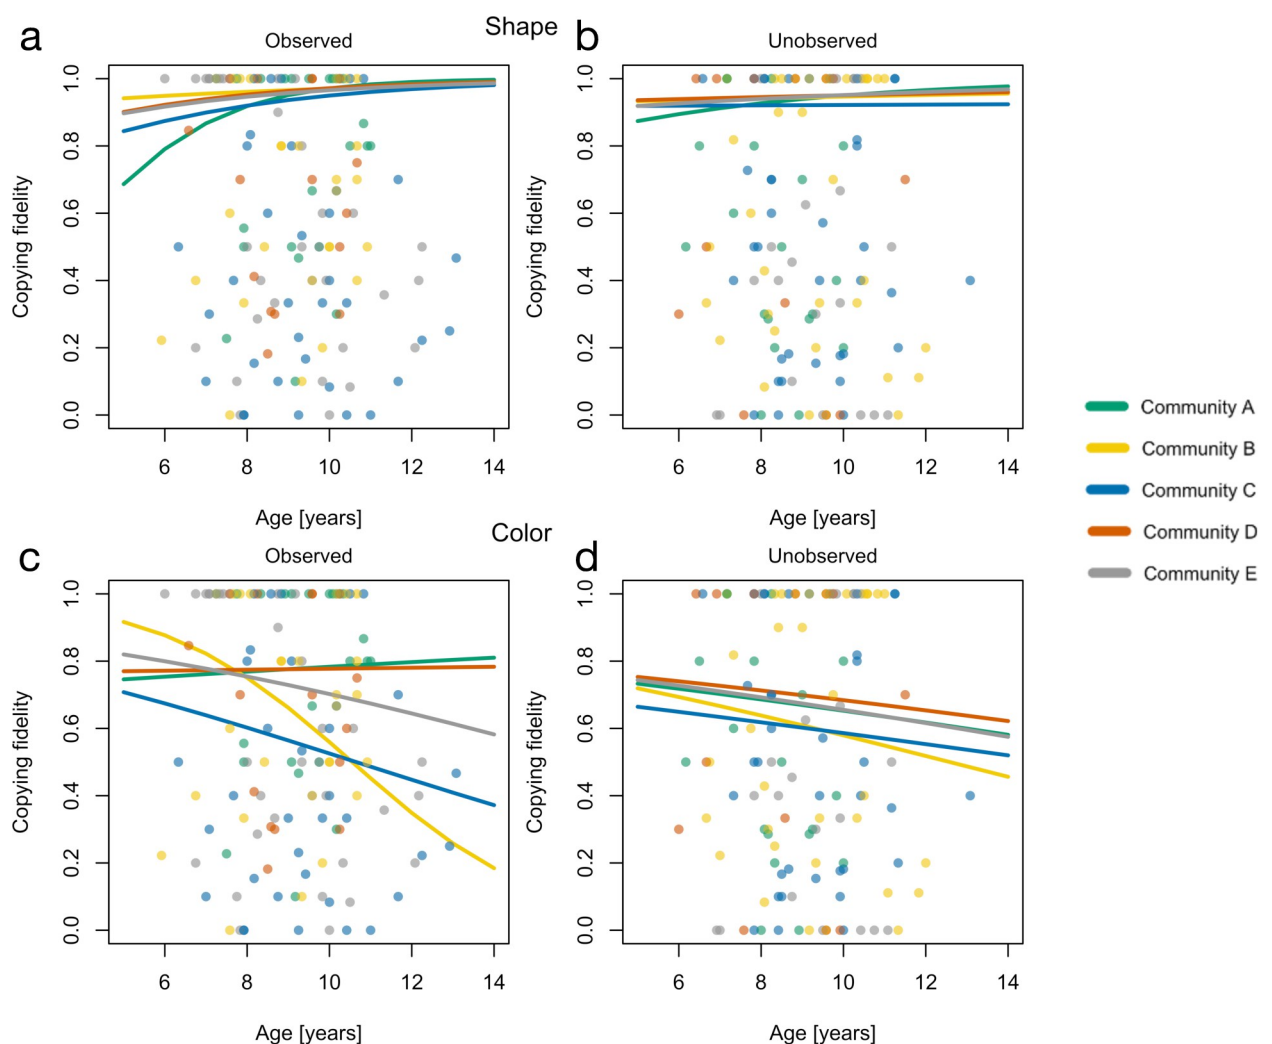 Shape
a
Observed
Copying fidelity
1.0
0.8
0.6
0.4
0.2
0.0
6 8 10 12 14
Age [years]
b
Unobserved
Copying fidelity
1.0
0.8
0.6
0.4
0.2
0.0
6 8 10 12 14
Age [years]
Color
c
Observed
Copying fidelity
1.0
0.8
0.6
0.4
0.2
0.0
6 8 10 12 14
Age [years]
d
Unobserved
Copying fidelity
1.0
0.8
0.6
0.4
0.2
0.0
6 8 10 12 14
Age [years]
Community A
Community B
Community C
Community D
Community E